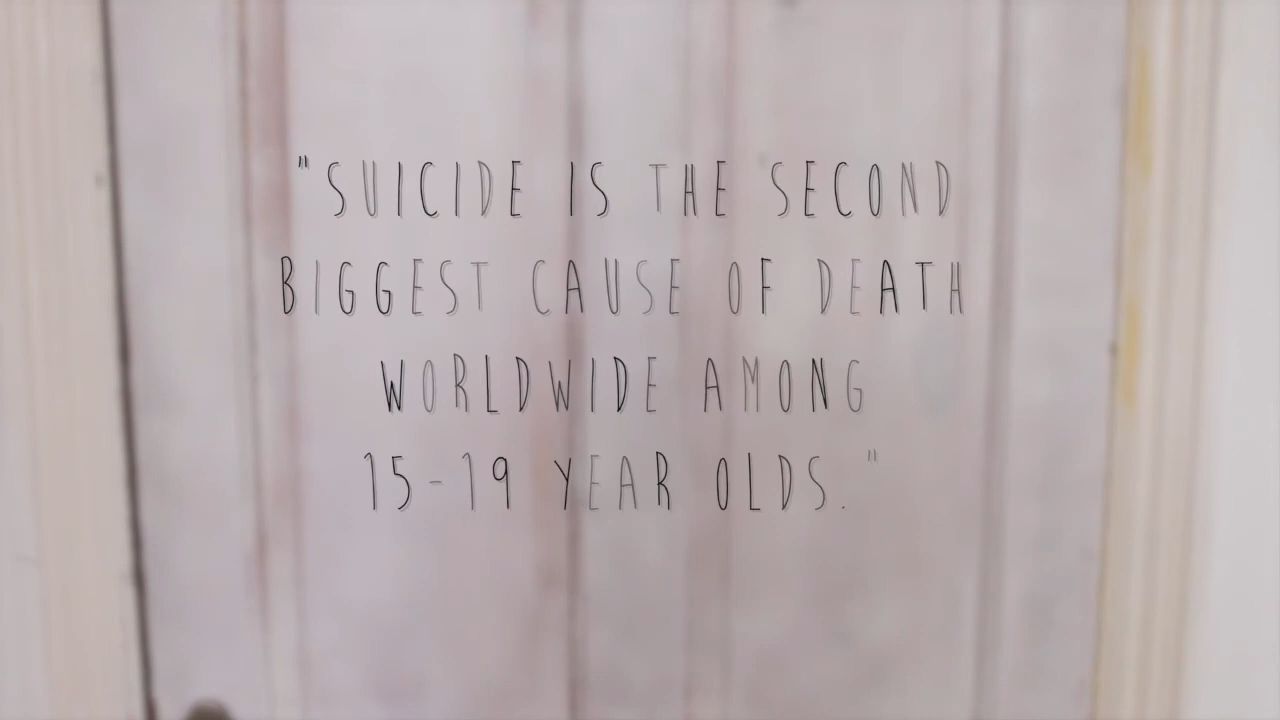 "SUICIDE IS THE SECOND
BIGGEST CAUSE OF DEATH
WORLDWIDE AMONG
15-19 YEAR OLDS."